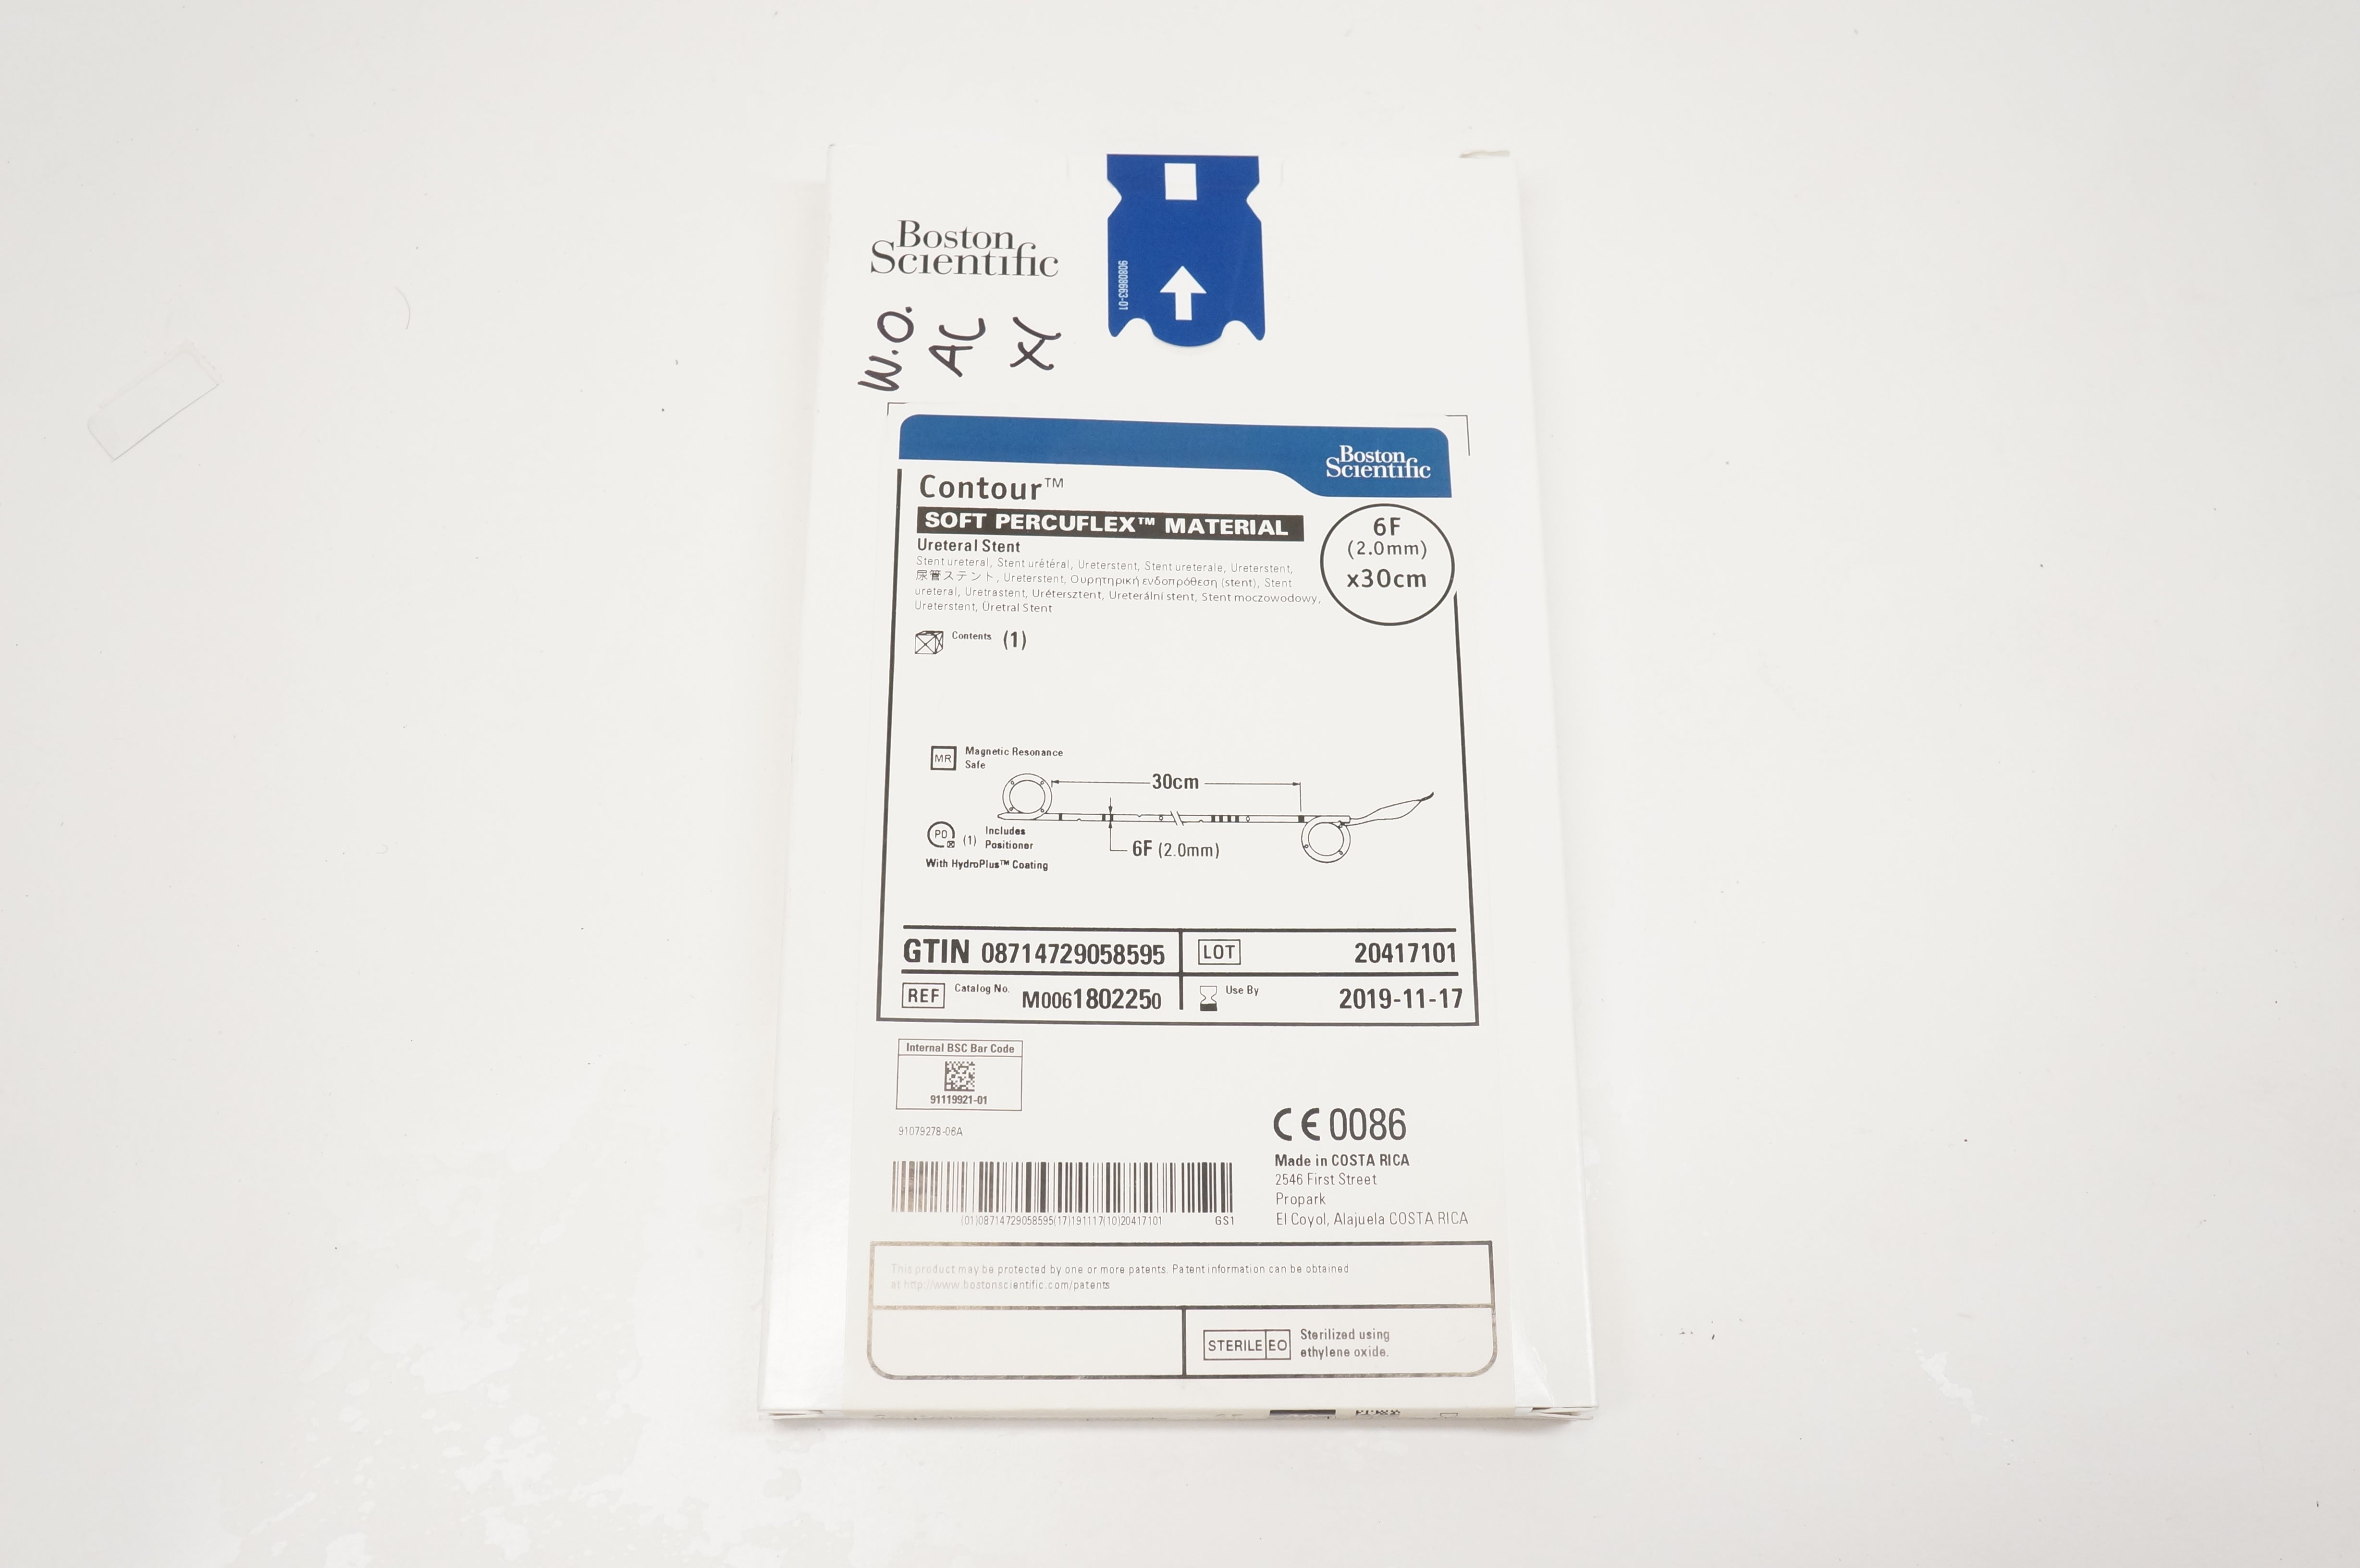 Boston
Scientific
90808663-01
W.O.
Boston
Scientific
Contour™
SOFT PERCUFLEX™ MATERIAL
Ureteral Stent
Stent ureteral, Stent urétéral, Ureterstent, Stent ureterale, Ureterstent,
尿管ステント, Ureterstent, Ουρητηρική ενδοπρόθεση (stent), Stent
ureteral, Uretrastent, Urétersztent, Ureterální stent, Stent moczowodowy,
Ureterstent, Üretral Stent
6F
(2.0mm)
x30cm
Contents (1)
MR Magnetic Resonance
Safe
30cm
PO (1) Includes
Positioner
With HydroPlus™ Coating
6F (2.0mm)
GTIN 08714729058595
LOT 20417101
REF Catalog No. M0061802250
Use By 2019-11-17
Internal BSC Bar Code
91119921-01
91079278-06A
CE 0086
Made in COSTA RICA
2546 First Street
Propark
El Coyol, Alajuela COSTA RICA
(01)08714729058595(17)191117(10)20417101 GS1
This product may be protected by one or more patents. Patent information can be obtained
at http://www.bostonscientific.com/patents
STERILE EO Sterilized using
ethylene oxide.